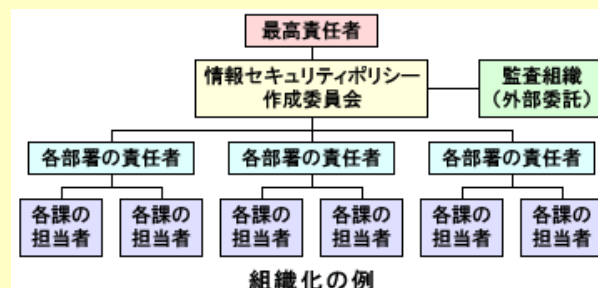 最高責任者
情報セキュリティポリシー
作成委員会
監査組織
（外部委託）
各部署の責任者
各部署の責任者
各部署の責任者
各課の
担当者
各課の
担当者
各課の
担当者
各課の
担当者
各課の
担当者
各課の
担当者
組織化の例